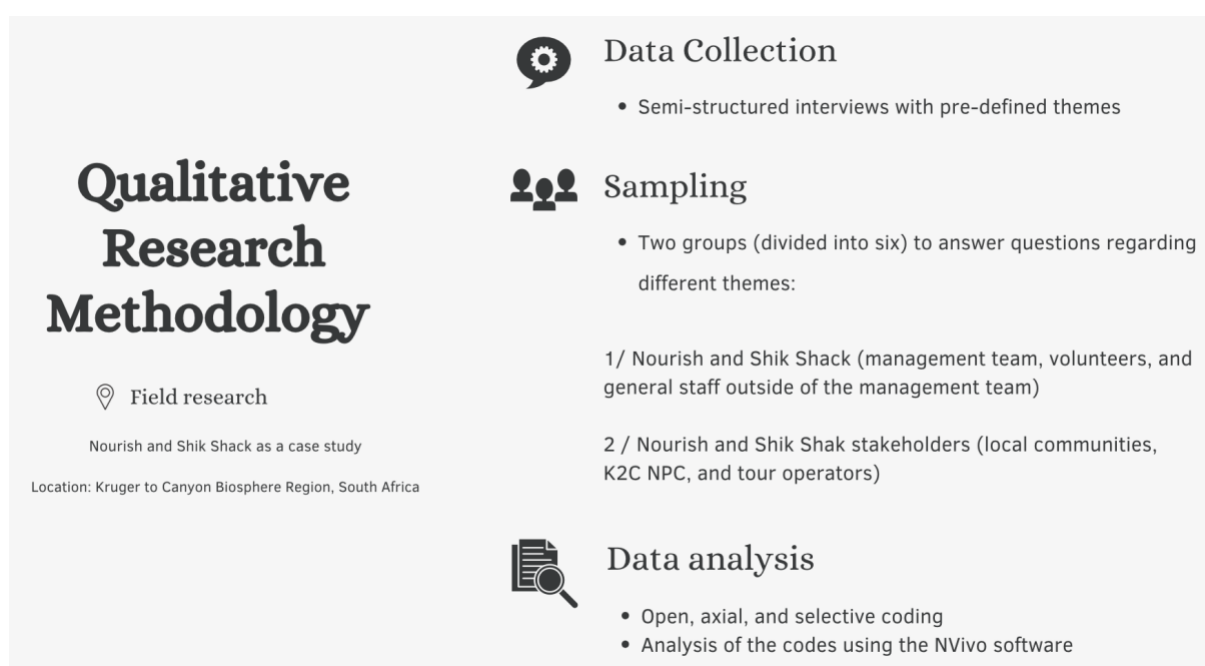 Qualitative
Research
Methodology
Field research
Nourish and Shik Shack as a case study
Location: Kruger to Canyon Biosphere Region, South Africa
Data Collection
• Semi-structured interviews with pre-defined themes
Sampling
• Two groups (divided into six) to answer questions regarding
different themes:
1/ Nourish and Shik Shack (management team, volunteers, and
general staff outside of the management team)
2 / Nourish and Shik Shak stakeholders (local communities,
K2C NPC, and tour operators)
Data analysis
• Open, axial, and selective coding
• Analysis of the codes using the NVivo software